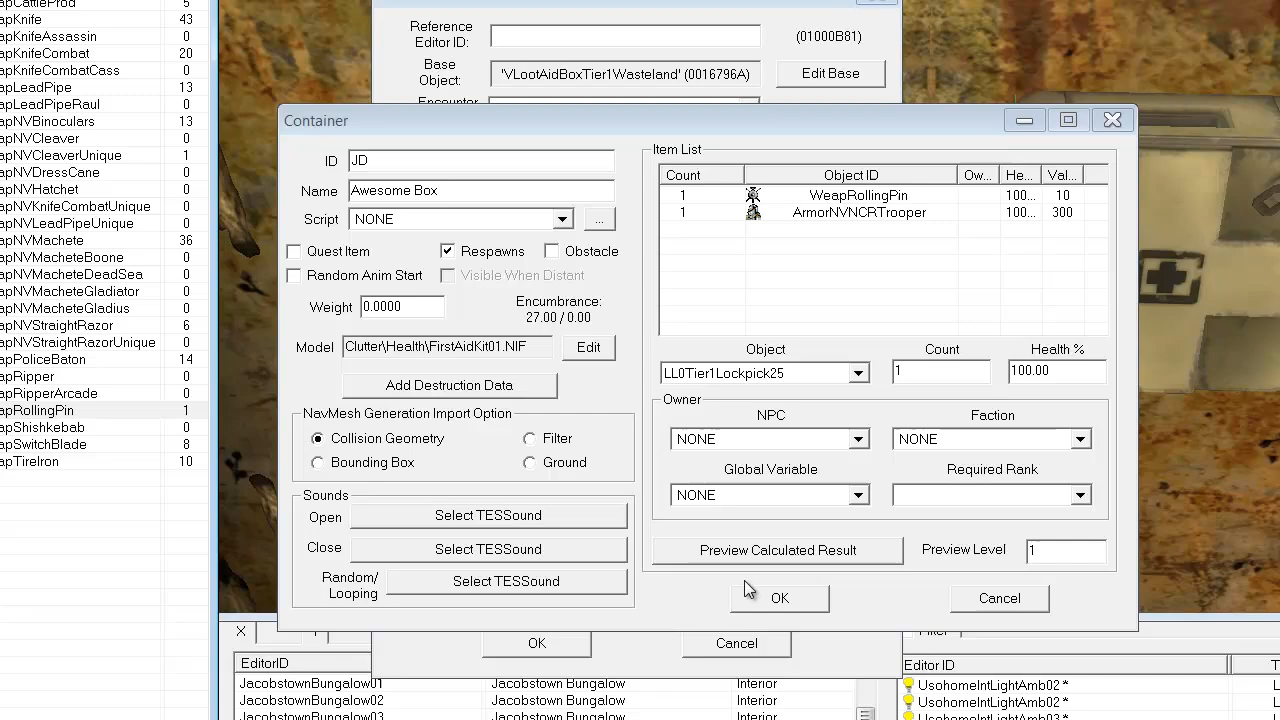 apCattleProd 5
apKnife 43
apKnifeAssassin 0
apKnifeCombat 20
apKnifeCombatCass 0
apLeadPipe 13
apLeadPipeRaul 0
apNVBinoculars 13
apNVCleaver 0
apNVCleaverUnique 1
apNVDressCane 0
apNVHatchet 0
apNVKnifeCombatUnique 0
apNVLeadPipeUnique 0
apNVMachete 36
apNVMacheteBoone 0
apNVMacheteDeadSea 0
apNVMacheteGladiator 0
apNVMacheteGladius 0
apNVStraightRazor 6
apNVStraightRazorUnique 0
apPoliceBaton 14
apRipper 0
apRipperArcade 0
apRollingPin 1
apShishkebab 0
apSwitchBlade 8
apTireIron 10
Reference
Editor ID:
(01000B81)
Base
Object:
'VLootAidBoxTier1Wasteland' (0016796A)
Edit Base
Encounter
Container
ID JD
Name Awesome Box
Script NONE ...
Quest Item Respawns Obstacle
Random Anim Start Visible When Distant
Weight 0.0000 Encumbrance:
27.00 / 0.00
Model Clutter\Health\FirstAidKit01.NIF Edit
Add Destruction Data
NavMesh Generation Import Option
Collision Geometry Filter
Bounding Box Ground
Sounds
Open Select TESSound
Close Select TESSound
Random/
Looping
Select TESSound
Item List
Count Object ID Ow... He... Val...
1 WeapRollingPin 100... 10
1 ArmorNVNCRTrooper 100... 300
Object Count Health %
LL0Tier1Lockpick25 1 100.00
Owner
NPC Faction
NONE NONE
Global Variable Required Rank
NONE
Preview Calculated Result Preview Level 1
OK Cancel
OK Cancel
X
EditorID
JacobstownBungalow01 Jacobstown Bungalow Interior
JacobstownBungalow02 Jacobstown Bungalow Interior
JacobstownBungalow03 Jacobstown Bungalow Interior
Filter
Editor ID T
UsohomeIntLightAmb02 * L
UsohomeIntLightAmb02 * L
UsohomeIntLightAmb02 *